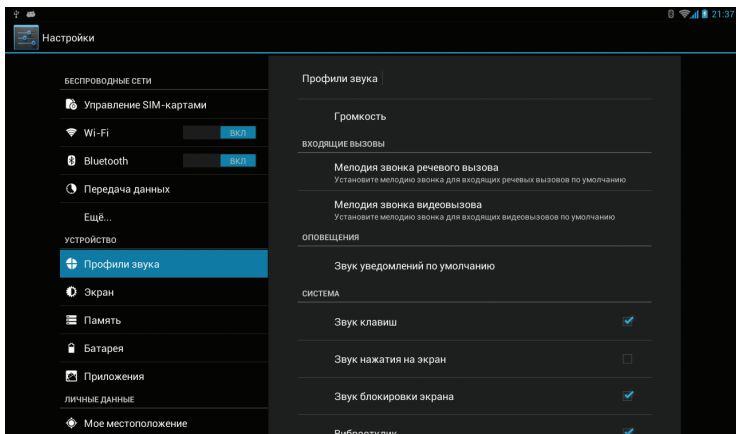 21:37
Настройки
БЕСПРОВОДНЫЕ СЕТИ
Управление SIM-картами
Wi-Fi ВКЛ
Bluetooth ВКЛ
Передача данных
Ещё...
УСТРОЙСТВО
Профили звука
Экран
Память
Батарея
Приложения
ЛИЧНЫЕ ДАННЫЕ
Мое местоположение
Профили звука
Громкость
ВХОДЯЩИЕ ВЫЗОВЫ
Мелодия звонка речевого вызова
Установите мелодию звонка для входящих речевых вызовов по умолчанию
Мелодия звонка видеовызова
Установите мелодию звонка для входящих видеовызовов по умолчанию
ОПОВЕЩЕНИЯ
Звук уведомлений по умолчанию
СИСТЕМА
Звук клавиш
Звук нажатия на экран
Звук блокировки экрана
Виброотклик